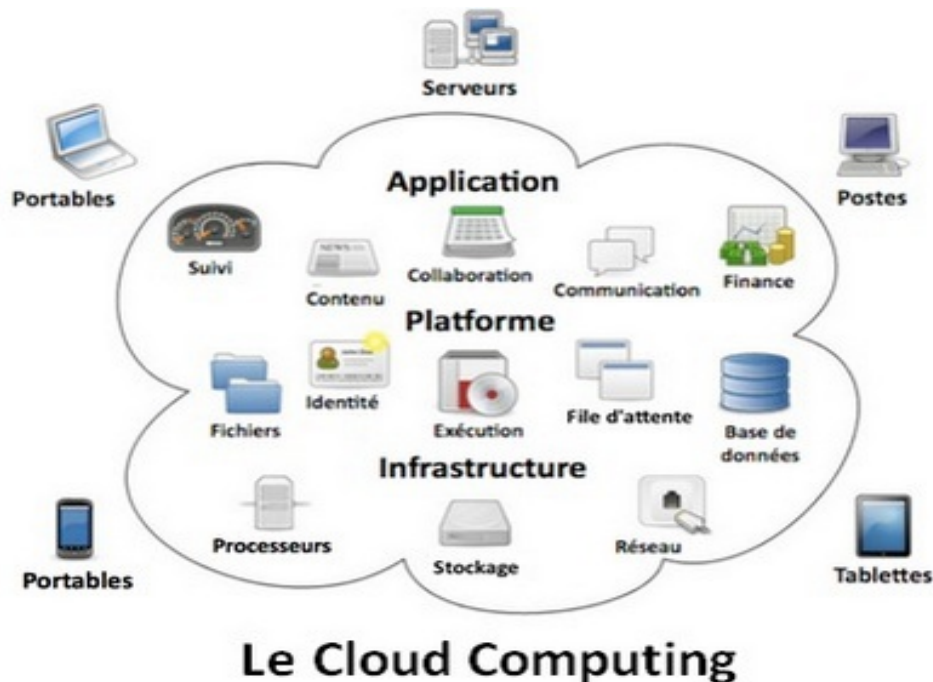 Serveurs
Portables
Postes
Application
Suivi
Contenu
Collaboration
Communication
Finance
Platforme
Fichiers
Identité
Exécution
File d'attente
Base de
données
Infrastructure
Processeurs
Stockage
Réseau
Portables
Tablettes
Le Cloud Computing